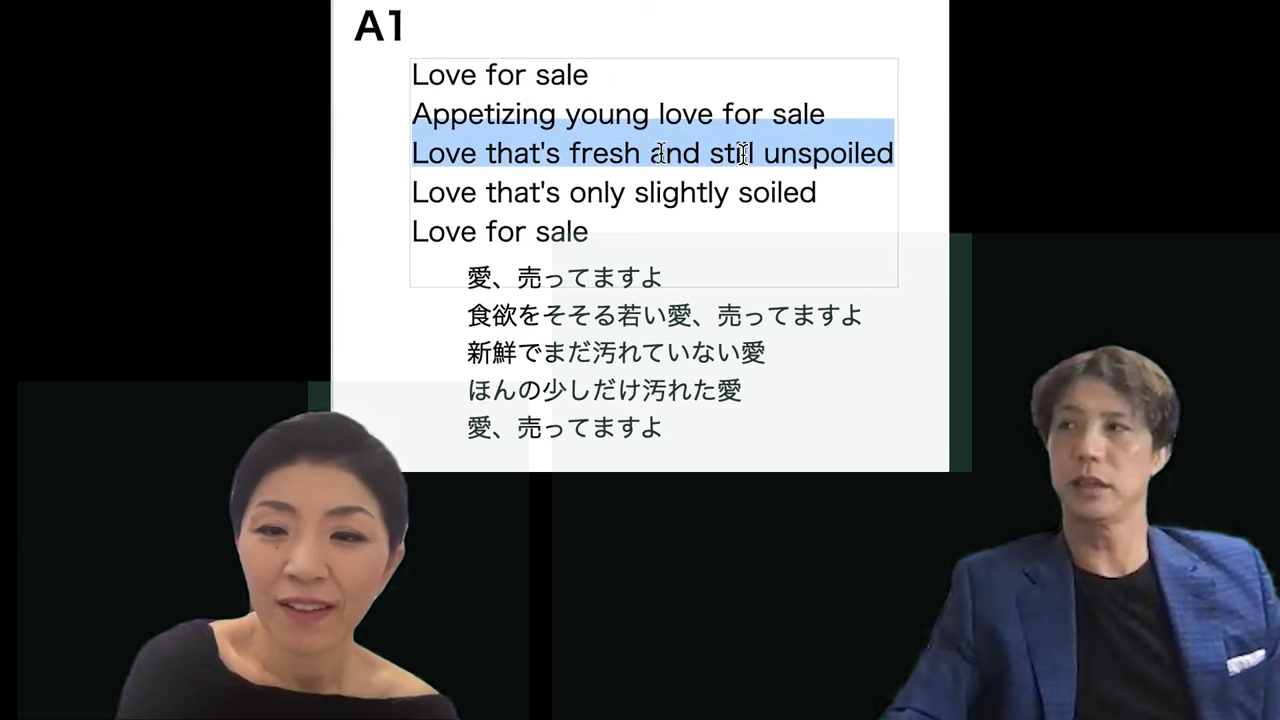 A1
Love for sale
Appetizing young love for sale
Love that's fresh and still unspoiled
Love that's only slightly soiled
Love for sale
愛、売ってますよ
食欲をそそる若い愛、売ってますよ
新鮮でまだ汚れていない愛
ほんの少しだけ汚れた愛
愛、売ってますよ